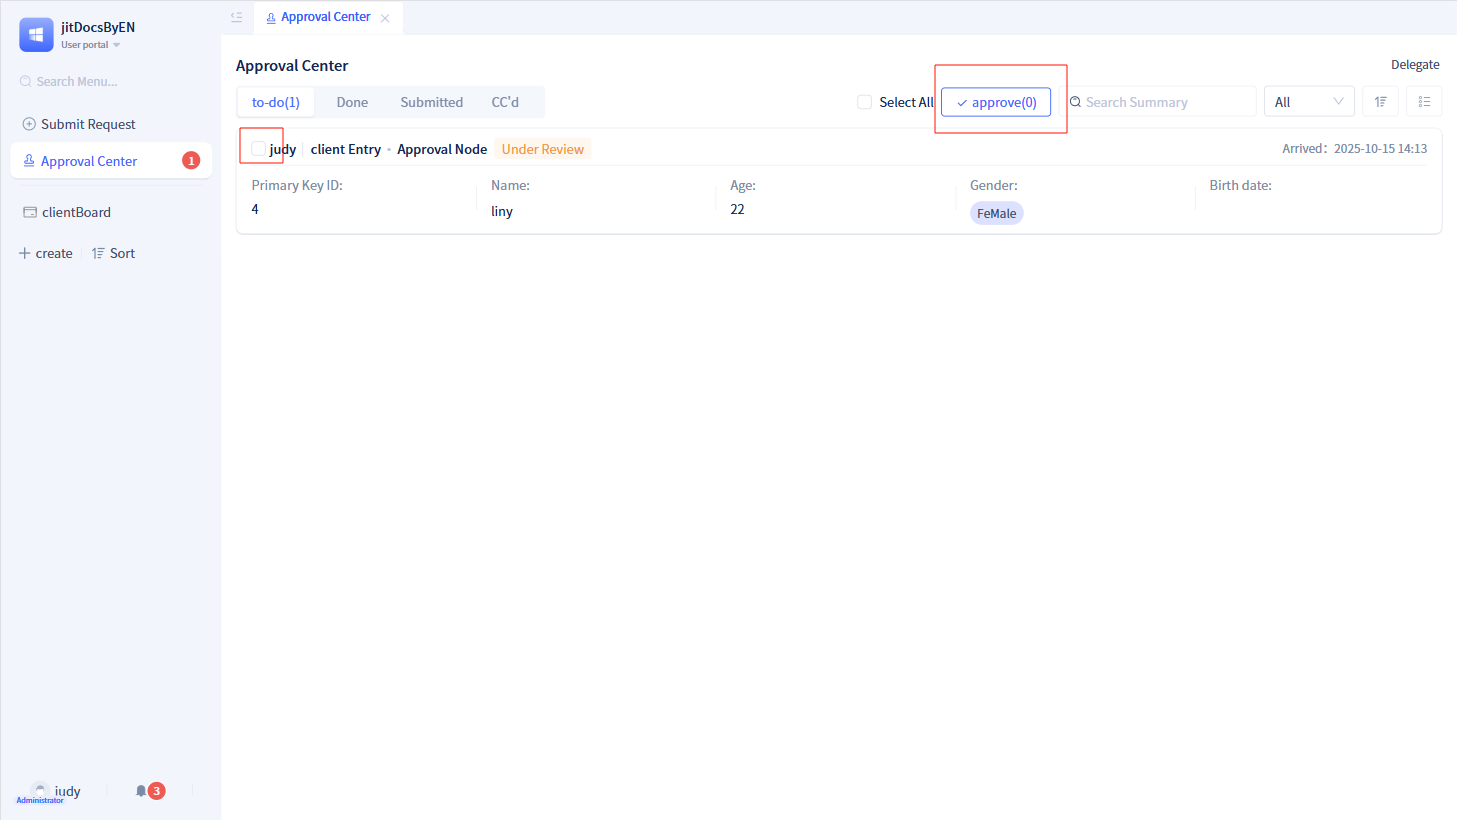 jitDocsByEN
User portal
Search Menu...
Submit Request
Approval Center 1
clientBoard
create Sort
judy 3
Administrator
Approval Center
Approval Center Delegate
to-do(1) Done Submitted CC'd Select All approve(0) Search Summary All
judy client Entry • Approval Node Under Review Arrived：2025-10-15 14:13
Primary Key ID: Name: Age: Gender: Birth date:
4 liny 22 FeMale